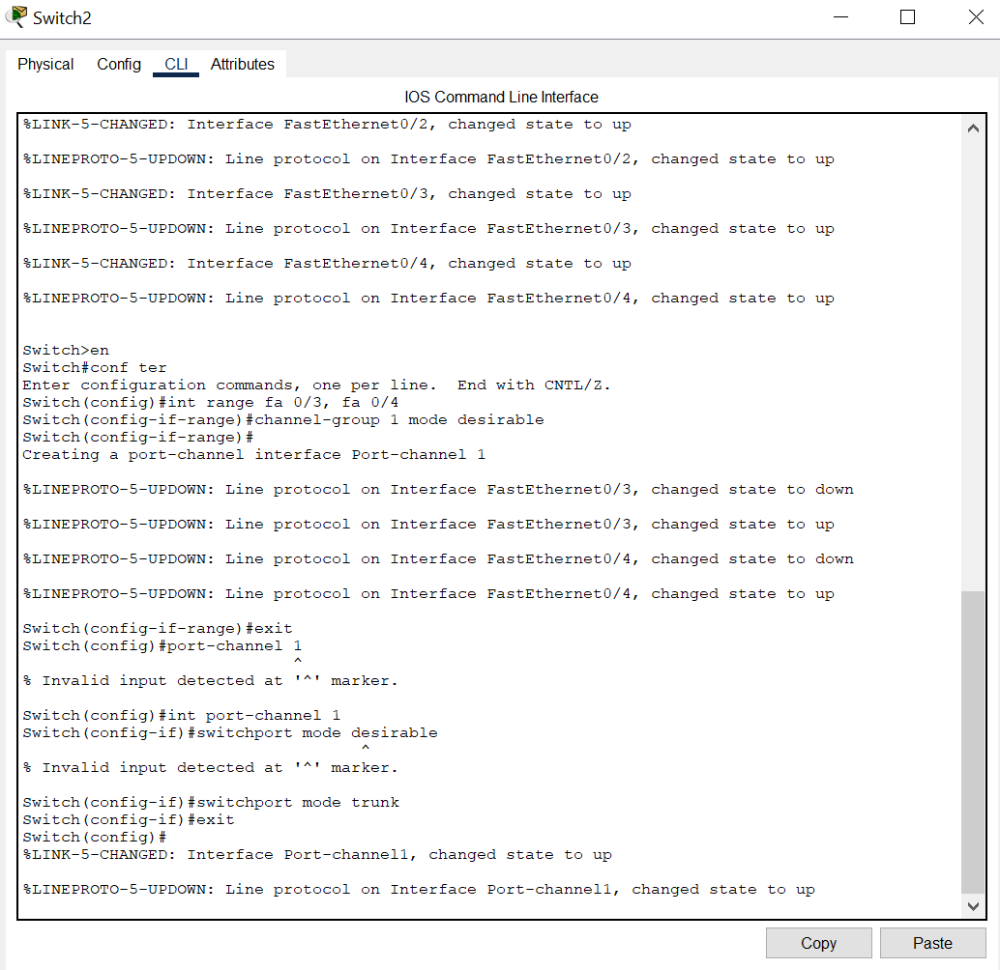 Switch2
Physical Config CLI Attributes
IOS Command Line Interface
%LINK-5-CHANGED: Interface FastEthernet0/2, changed state to up
%LINEPROTO-5-UPDOWN: Line protocol on Interface FastEthernet0/2, changed state to up
%LINK-5-CHANGED: Interface FastEthernet0/3, changed state to up
%LINEPROTO-5-UPDOWN: Line protocol on Interface FastEthernet0/3, changed state to up
%LINK-5-CHANGED: Interface FastEthernet0/4, changed state to up
%LINEPROTO-5-UPDOWN: Line protocol on Interface FastEthernet0/4, changed state to up
Switch>en
Switch#conf ter
Enter configuration commands, one per line.  End with CNTL/Z.
Switch(config)#int range fa 0/3, fa 0/4
Switch(config-if-range)#channel-group 1 mode desirable
Switch(config-if-range)#
Creating a port-channel interface Port-channel 1
%LINEPROTO-5-UPDOWN: Line protocol on Interface FastEthernet0/3, changed state to down
%LINEPROTO-5-UPDOWN: Line protocol on Interface FastEthernet0/3, changed state to up
%LINEPROTO-5-UPDOWN: Line protocol on Interface FastEthernet0/4, changed state to down
%LINEPROTO-5-UPDOWN: Line protocol on Interface FastEthernet0/4, changed state to up
Switch(config-if-range)#exit
Switch(config)#port-channel 1
^
% Invalid input detected at '^' marker.
Switch(config)#int port-channel 1
Switch(config-if)#switchport mode desirable
^
% Invalid input detected at '^' marker.
Switch(config-if)#switchport mode trunk
Switch(config-if)#exit
Switch(config)#
%LINK-5-CHANGED: Interface Port-channel1, changed state to up
%LINEPROTO-5-UPDOWN: Line protocol on Interface Port-channel1, changed state to up
Copy Paste